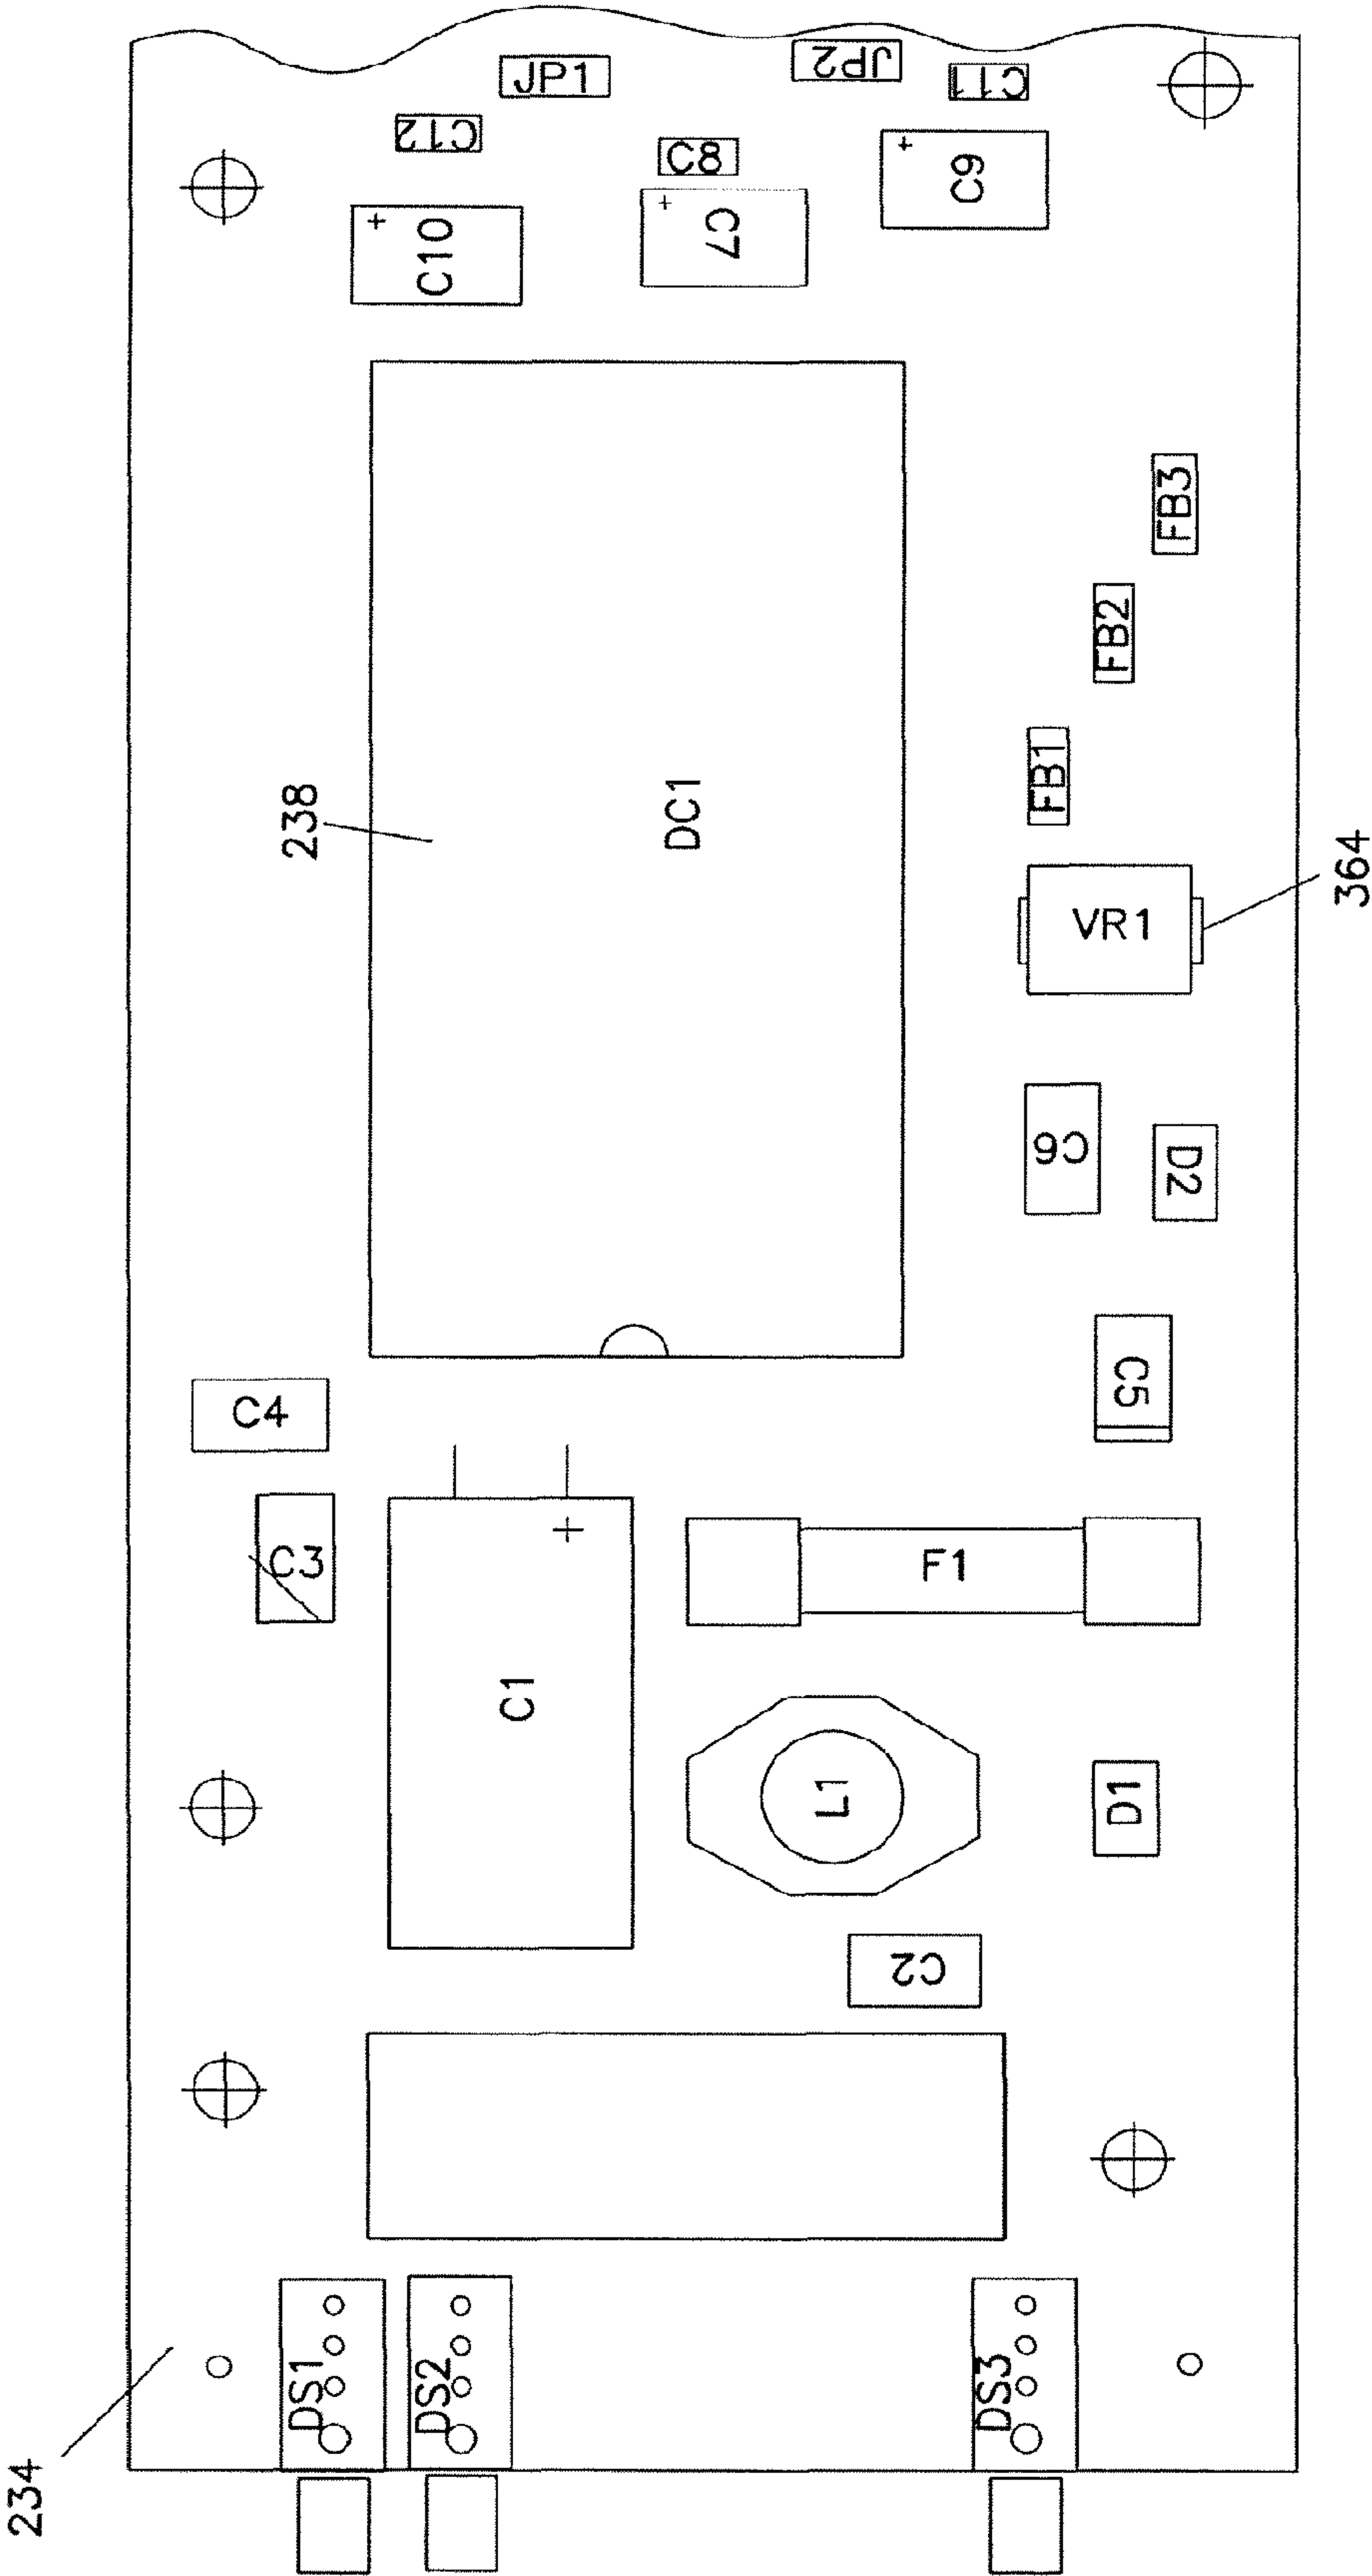 JP1
JP2
C11
C12
C8
C9
C10
C7
FB3
FB2
FB1
238
DC1
VR1
364
C6
D2
C5
C4
C3
F1
C1
L1
D1
C2
DS1
DS2
DS3
234